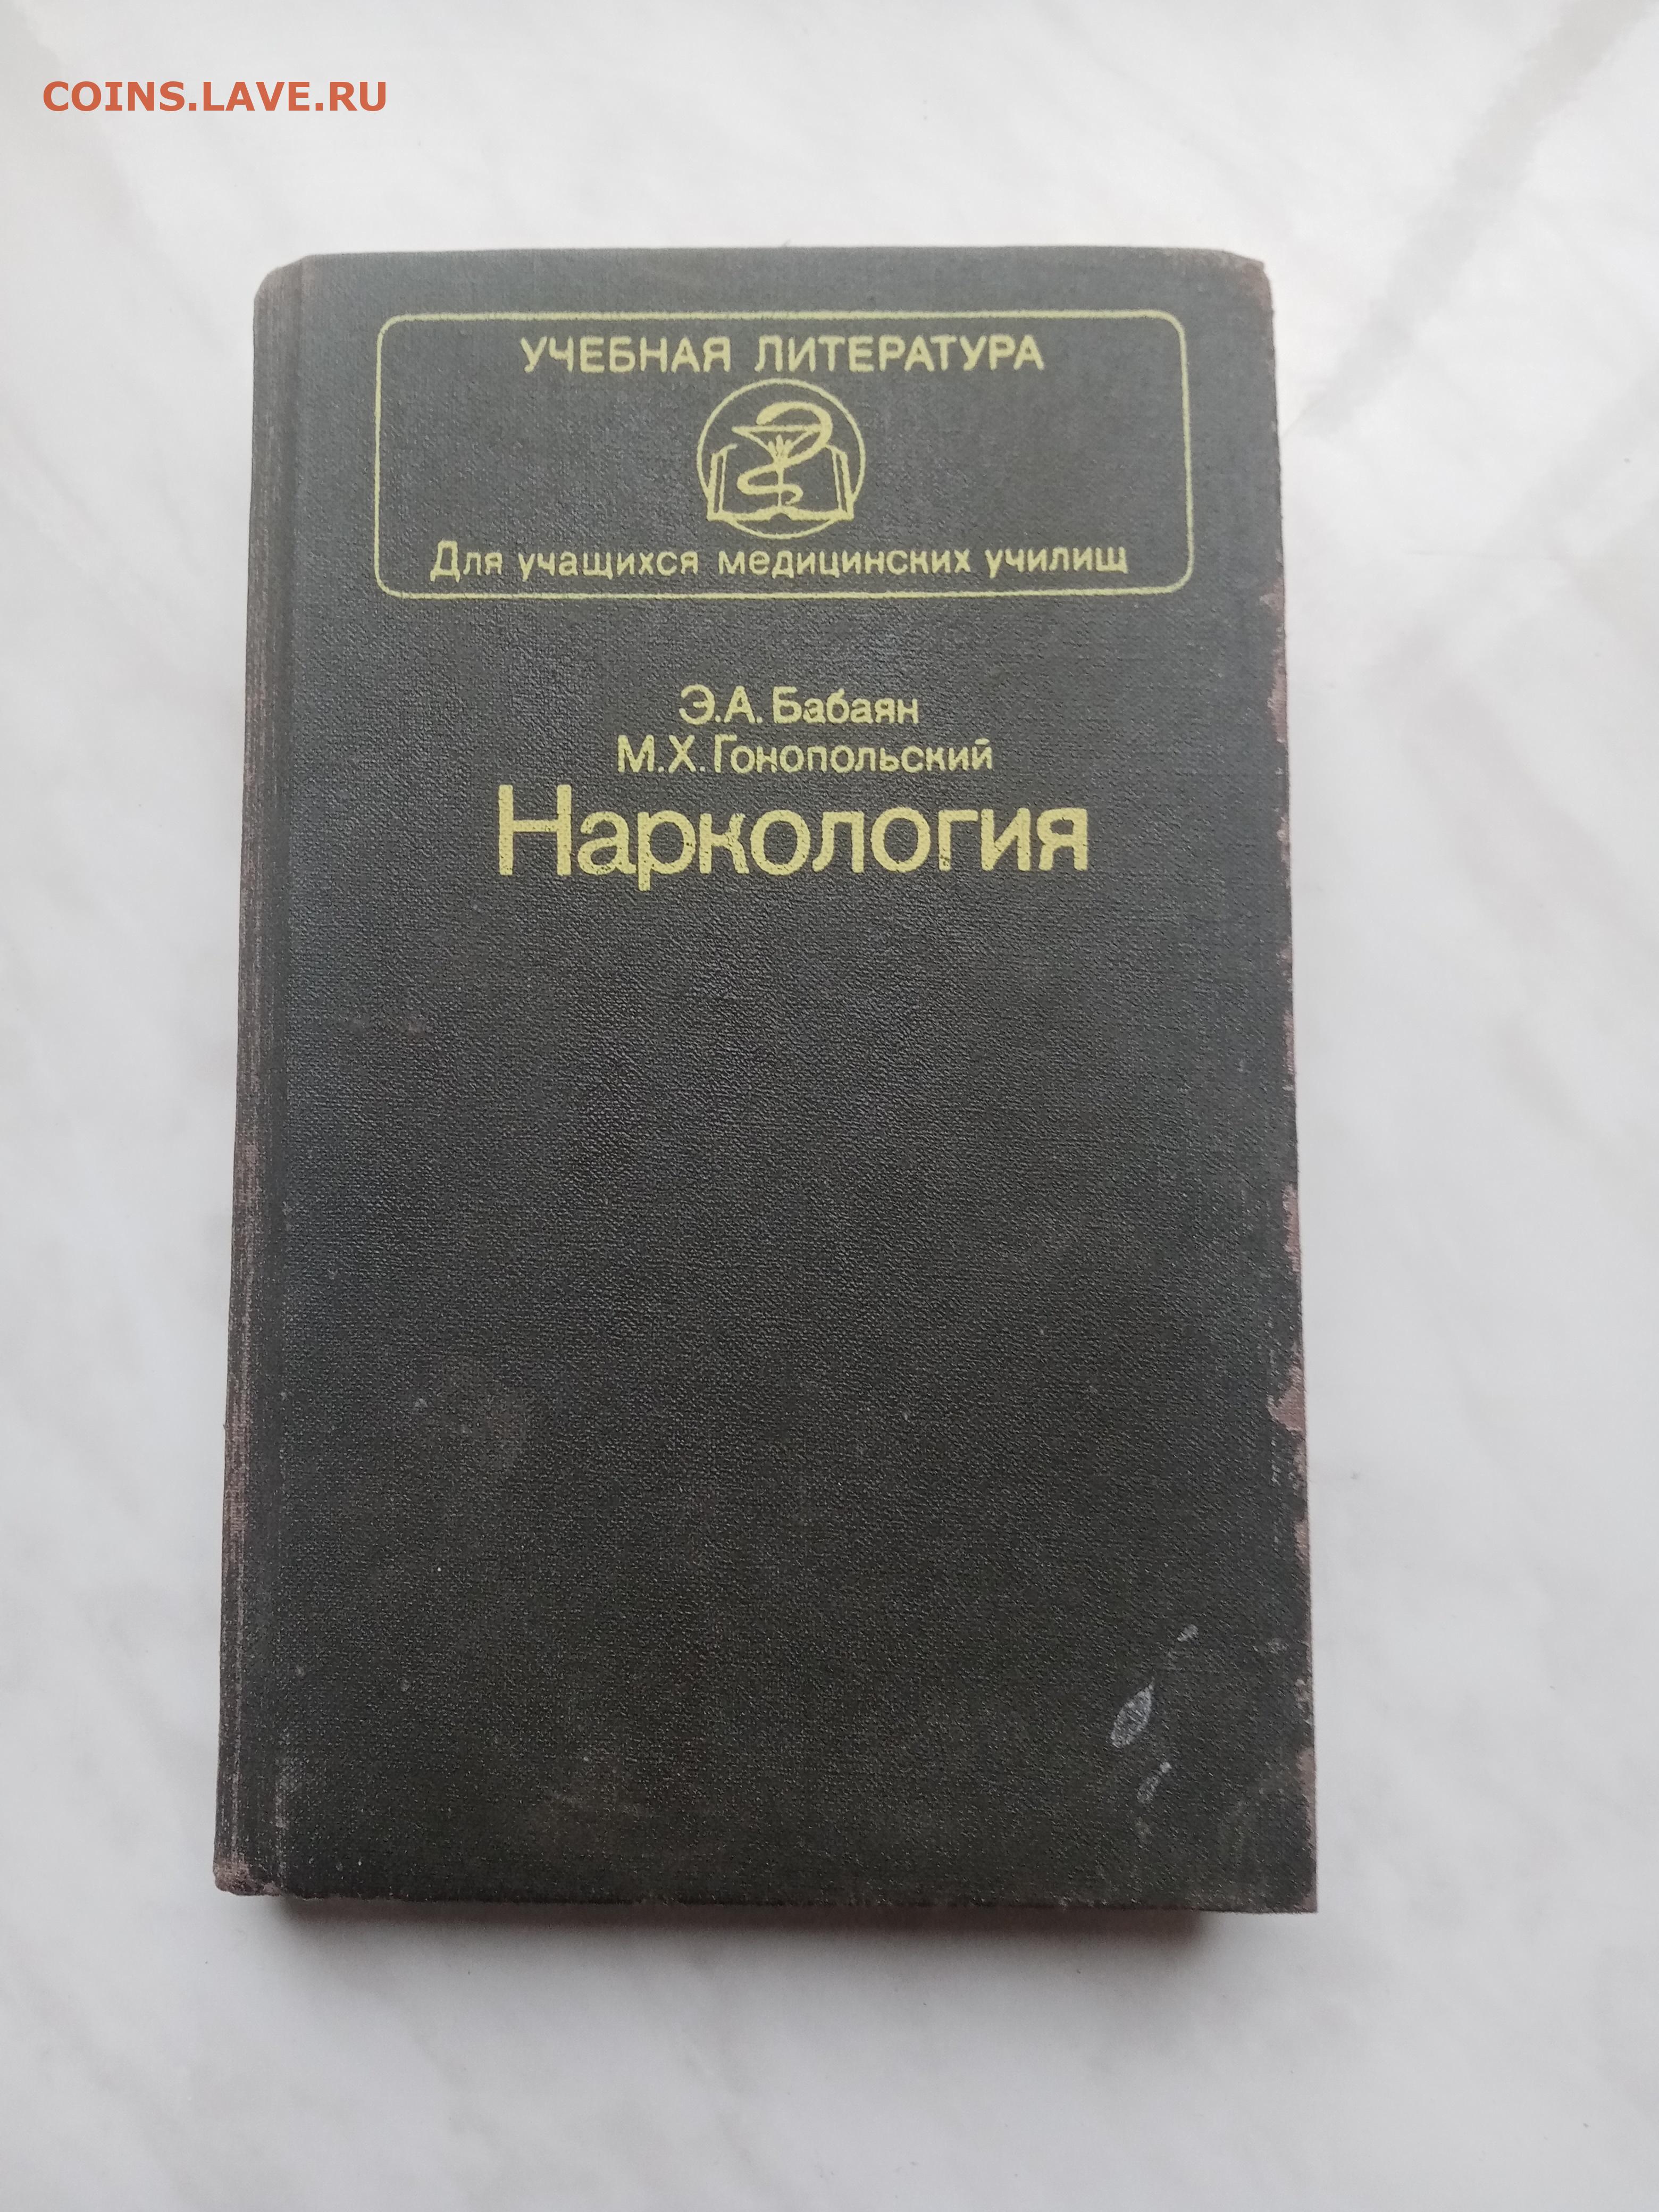 COINS.LAVE.RU
УЧЕБНАЯ ЛИТЕРАТУРА
Для учащихся медицинских училищ
Э.А. Бабаян
М.Х. Гонопольский
Наркология